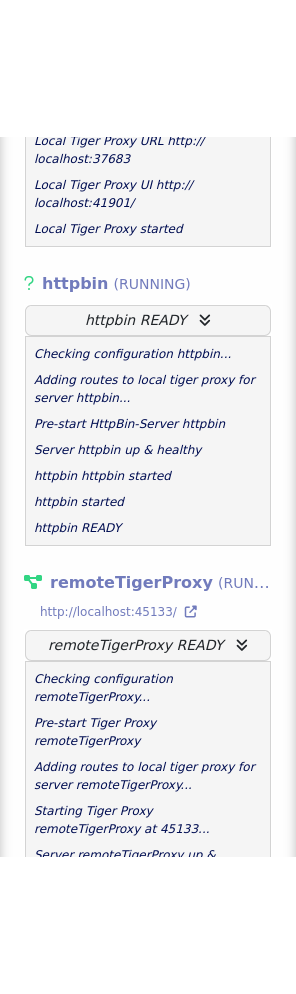 Local Tiger Proxy URL http://
localhost:37683
Local Tiger Proxy UI http://
localhost:41901/
Local Tiger Proxy started
httpbin (RUNNING)
httpbin READY
Checking configuration httpbin...
Adding routes to local tiger proxy for
server httpbin...
Pre-start HttpBin-Server httpbin
Server httpbin up & healthy
httpbin httpbin started
httpbin started
httpbin READY
remoteTigerProxy (RUN...
http://localhost:45133/
remoteTigerProxy READY
Checking configuration
remoteTigerProxy...
Pre-start Tiger Proxy
remoteTigerProxy
Adding routes to local tiger proxy for
server remoteTigerProxy...
Starting Tiger Proxy
remoteTigerProxy at 45133...
Server remoteTigerProxy up &